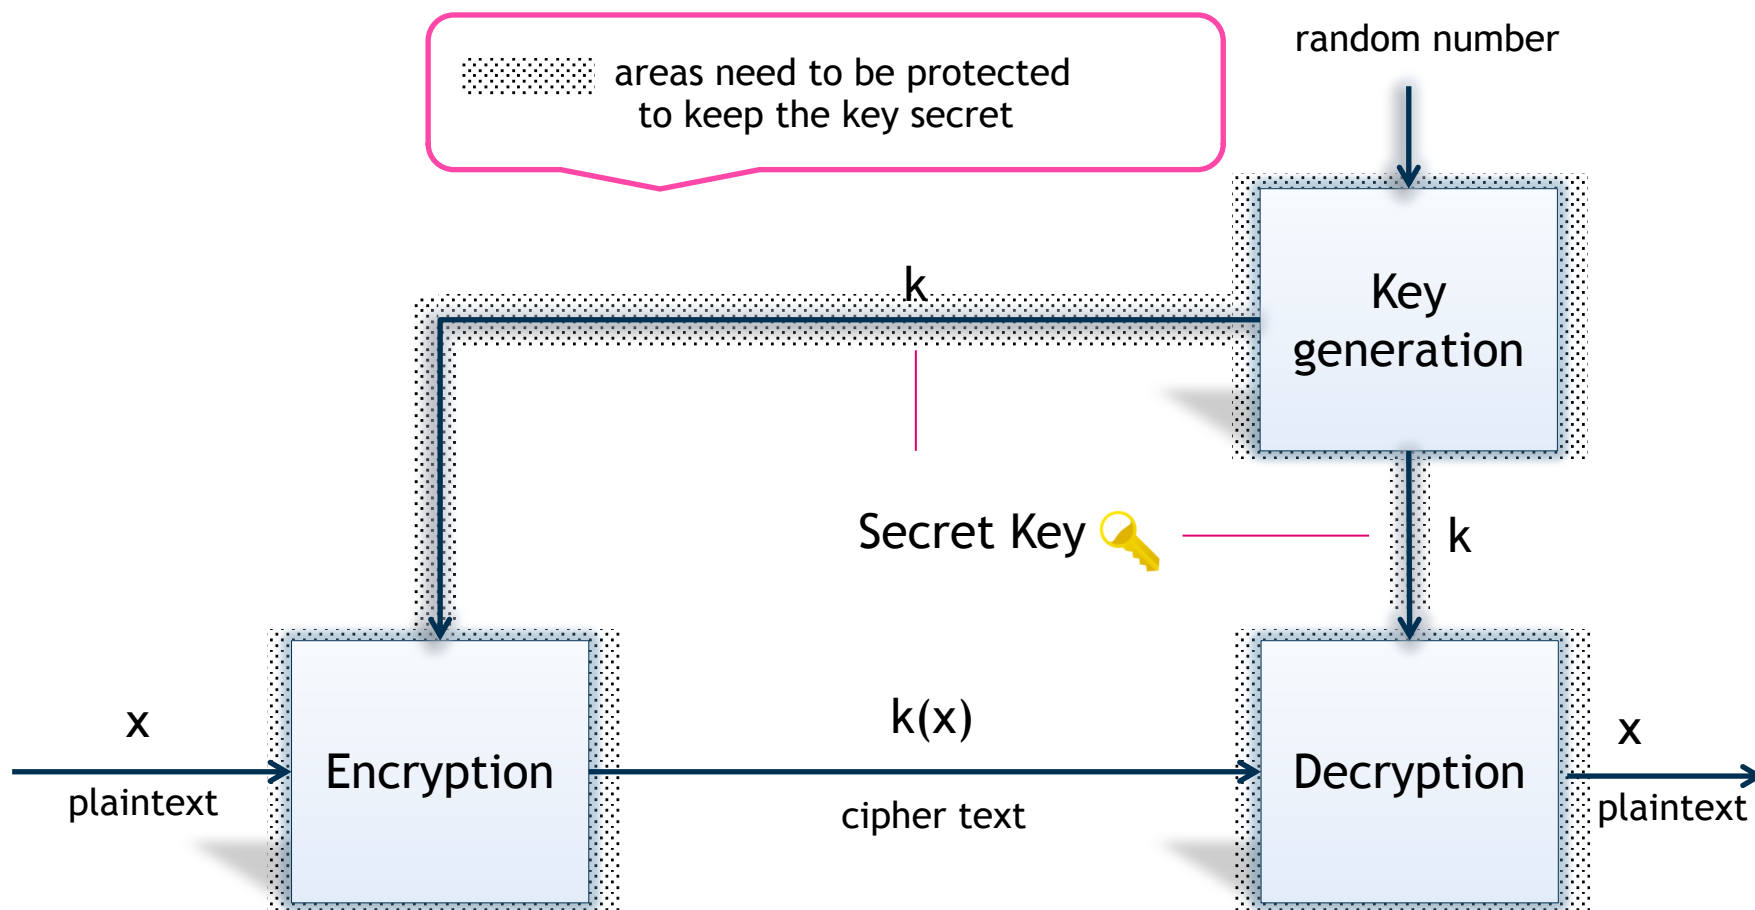 random number
areas need to be protected
to keep the key secret
k
Key
generation
Secret Key
k
x
k(x)
x
Encryption
Decryption
plaintext
cipher text
plaintext